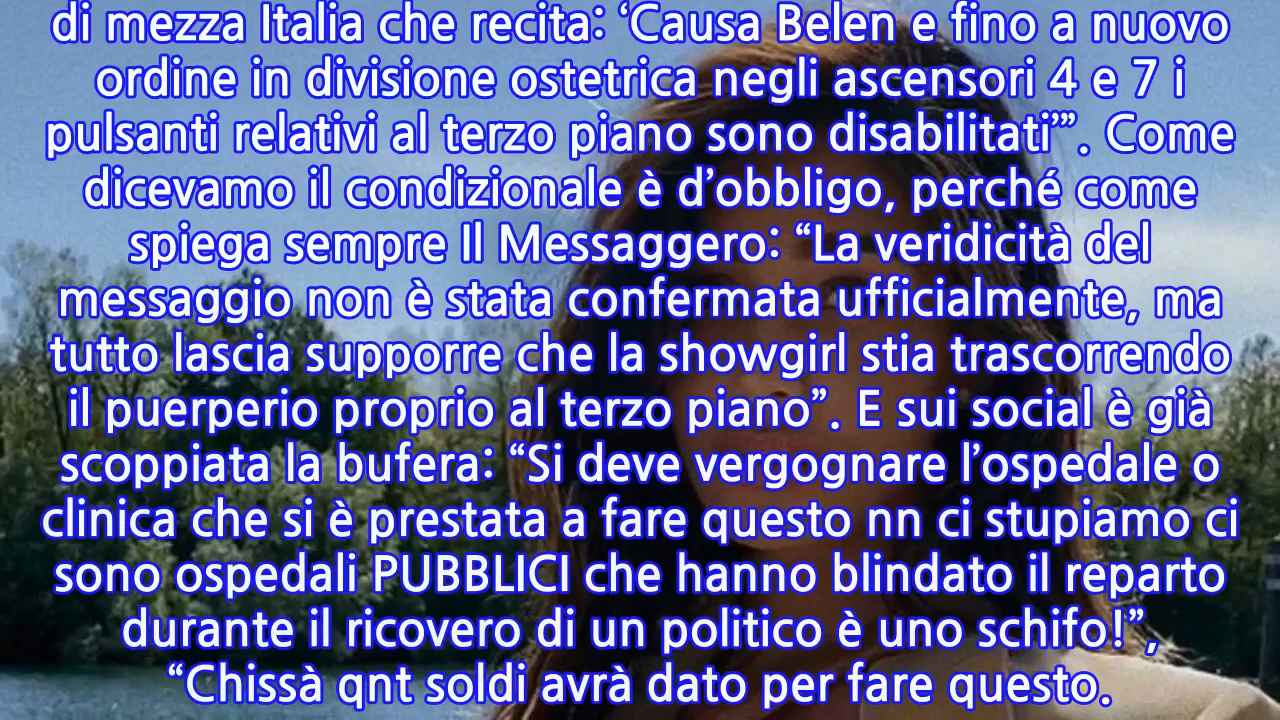 di mezza Italia che recita: ‘Causa Belen e fino a nuovo
ordine in divisione ostetrica negli ascensori 4 e 7 i
pulsanti relativi al terzo piano sono disabilitati’”. Come
dicevamo il condizionale è d’obbligo, perché come
spiega sempre Il Messaggero: “La veridicità del
messaggio non è stata confermata ufficialmente, ma
tutto lascia supporre che la showgirl stia trascorrendo
il puerperio proprio al terzo piano”. E sui social è già
scoppiata la bufera: “Si deve vergognare l’ospedale o
clinica che si è prestata a fare questo nn ci stupiamo ci
sono ospedali PUBBLICI che hanno blindato il reparto
durante il ricovero di un politico è uno schifo!”,
“Chissà qnt soldi avrà dato per fare questo.